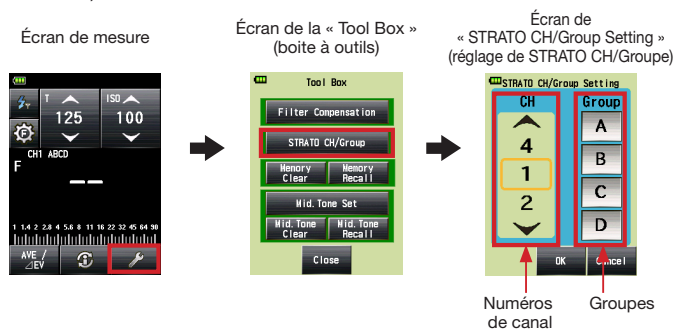 Écran de mesure
T
125
ISO
100
CH1 ABCD
F
1 1.4 2 2.8 4 5.6 8 11 16 22 32 45 64 90
AVE /
⊿EV
Écran de la « Tool Box »
(boite à outils)
Tool Box
Filter Compensation
STRATO CH/Group
Memory Clear
Memory Recall
Mid. Tone Set
Mid. Tone Clear
Mid. Tone Recall
Close
Écran de
« STRATO CH/Group Setting »
(réglage de STRATO CH/Groupe)
STRATO CH/Group Setting
CH
Group
4
1
2
A
B
C
D
OK
Cancel
Numéros
de canal
Groupes